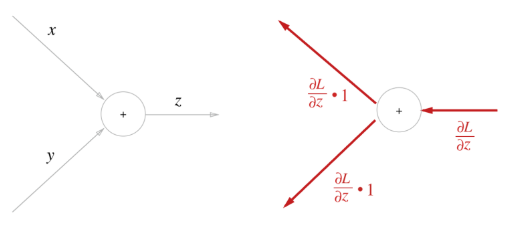 x
y
+
z
∂L/∂z • 1
∂L/∂z • 1
+
∂L/∂z